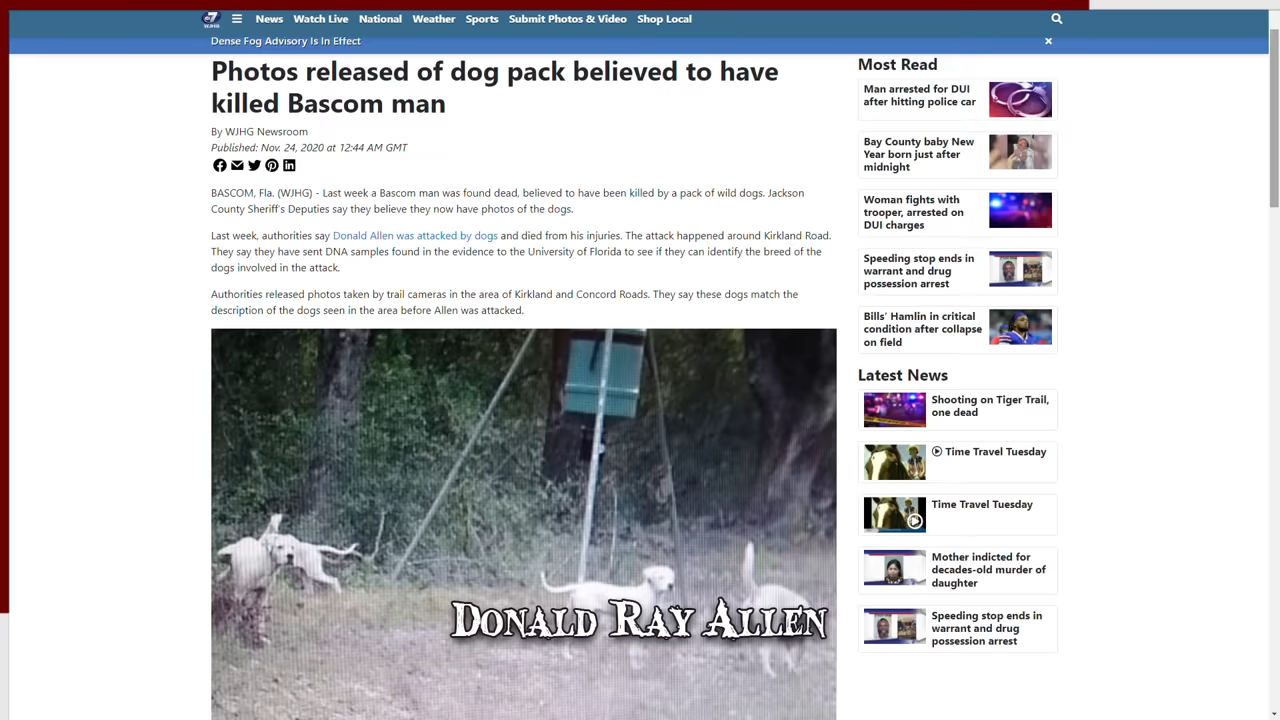 7
WJHG
News
Watch Live
National
Weather
Sports
Submit Photos & Video
Shop Local
Dense Fog Advisory Is In Effect
×
Photos released of dog pack believed to have
killed Bascom man
By WJHG Newsroom
Published: Nov. 24, 2020 at 12:44 AM GMT
BASCOM, Fla. (WJHG) - Last week a Bascom man was found dead, believed to have been killed by a pack of wild dogs. Jackson
County Sheriff's Deputies say they believe they now have photos of the dogs.
Last week, authorities say Donald Allen was attacked by dogs and died from his injuries. The attack happened around Kirkland Road.
They say they have sent DNA samples found in the evidence to the University of Florida to see if they can identify the breed of the
dogs involved in the attack.
Authorities released photos taken by trail cameras in the area of Kirkland and Concord Roads. They say these dogs match the
description of the dogs seen in the area before Allen was attacked.
Donald Ray Allen
Most Read
Man arrested for DUI
after hitting police car
Bay County baby New
Year born just after
midnight
Woman fights with
trooper, arrested on
DUI charges
Speeding stop ends in
warrant and drug
possession arrest
Bills' Hamlin in critical
condition after collapse
on field
Latest News
Shooting on Tiger Trail,
one dead
Time Travel Tuesday
Time Travel Tuesday
Mother indicted for
decades-old murder of
daughter
Speeding stop ends in
warrant and drug
possession arrest